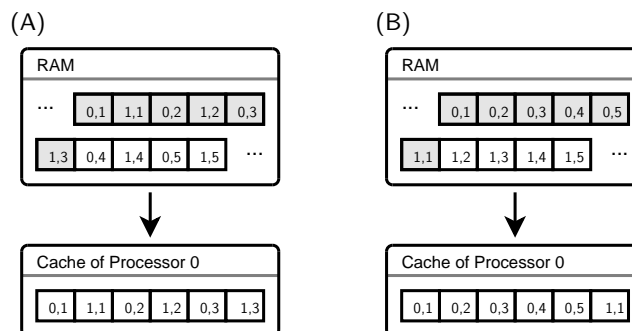 (A)
RAM
... 0,1 1,1 0,2 1,2 0,3
1,3 0,4 1,4 0,5 1,5 ...
Cache of Processor 0
0,1 1,1 0,2 1,2 0,3 1,3
(B)
RAM
... 0,1 0,2 0,3 0,4 0,5
1,1 1,2 1,3 1,4 1,5 ...
Cache of Processor 0
0,1 0,2 0,3 0,4 0,5 1,1